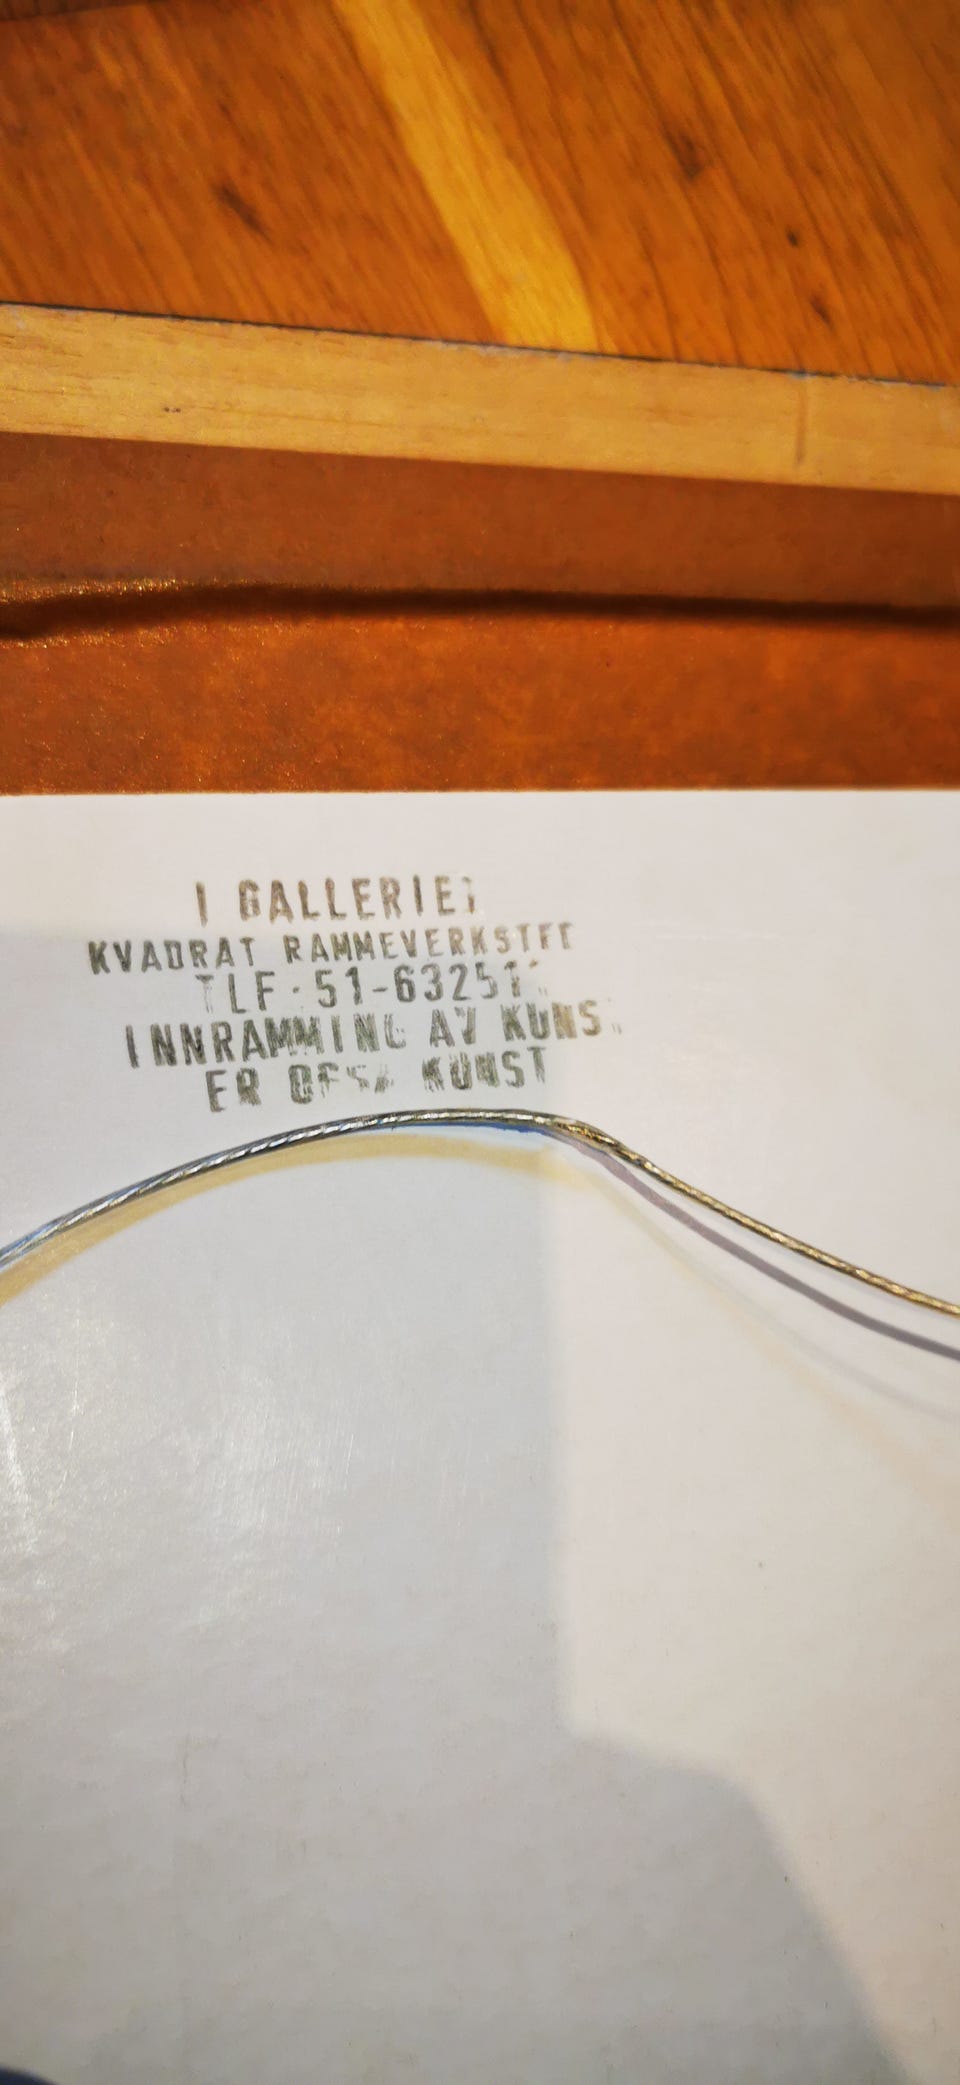 I GALLERIET
KVADRAT RAMMEVERKSTED
TLF. 51-63251
INNRAMMING AV KUNST
ER OGSÅ KUNST